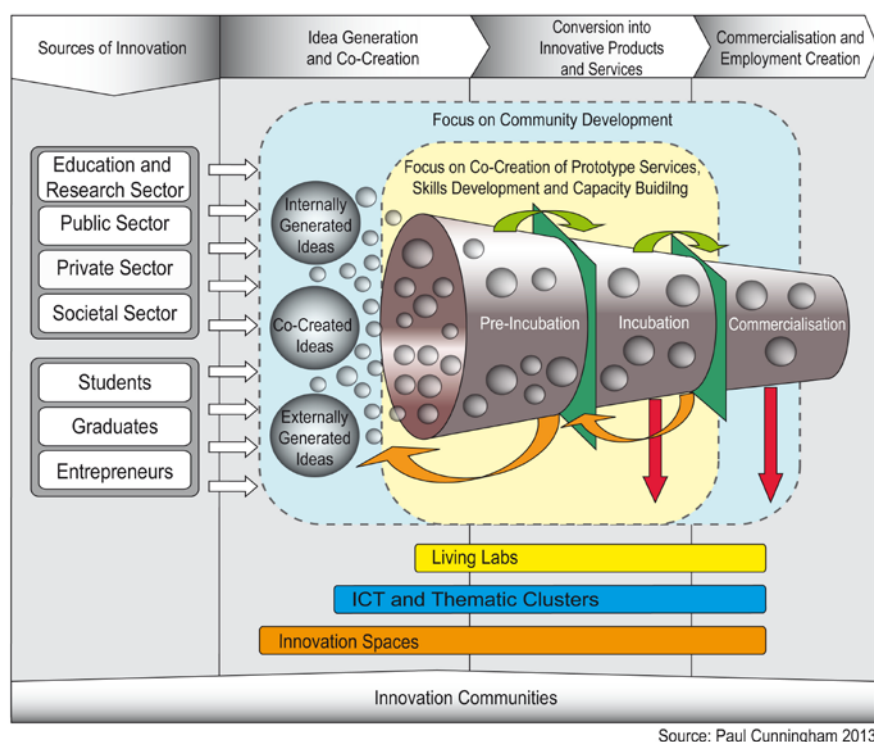 Sources of Innovation
Idea Generation
and Co-Creation
Conversion into
Innovative Products
and Services
Commercialisation and
Employment Creation
Focus on Community Development
Focus on Co-Creation of Prototype Services,
Skills Development and Capacity Buidilng
Education and
Research Sector
Public Sector
Private Sector
Societal Sector
Students
Graduates
Entrepreneurs
Internally
Generated
Ideas
Co-Created
Ideas
Externally
Generated
Ideas
Pre-Incubation
Incubation
Commercialisation
Living Labs
ICT and Thematic Clusters
Innovation Spaces
Innovation Communities
Source: Paul Cunningham 2013